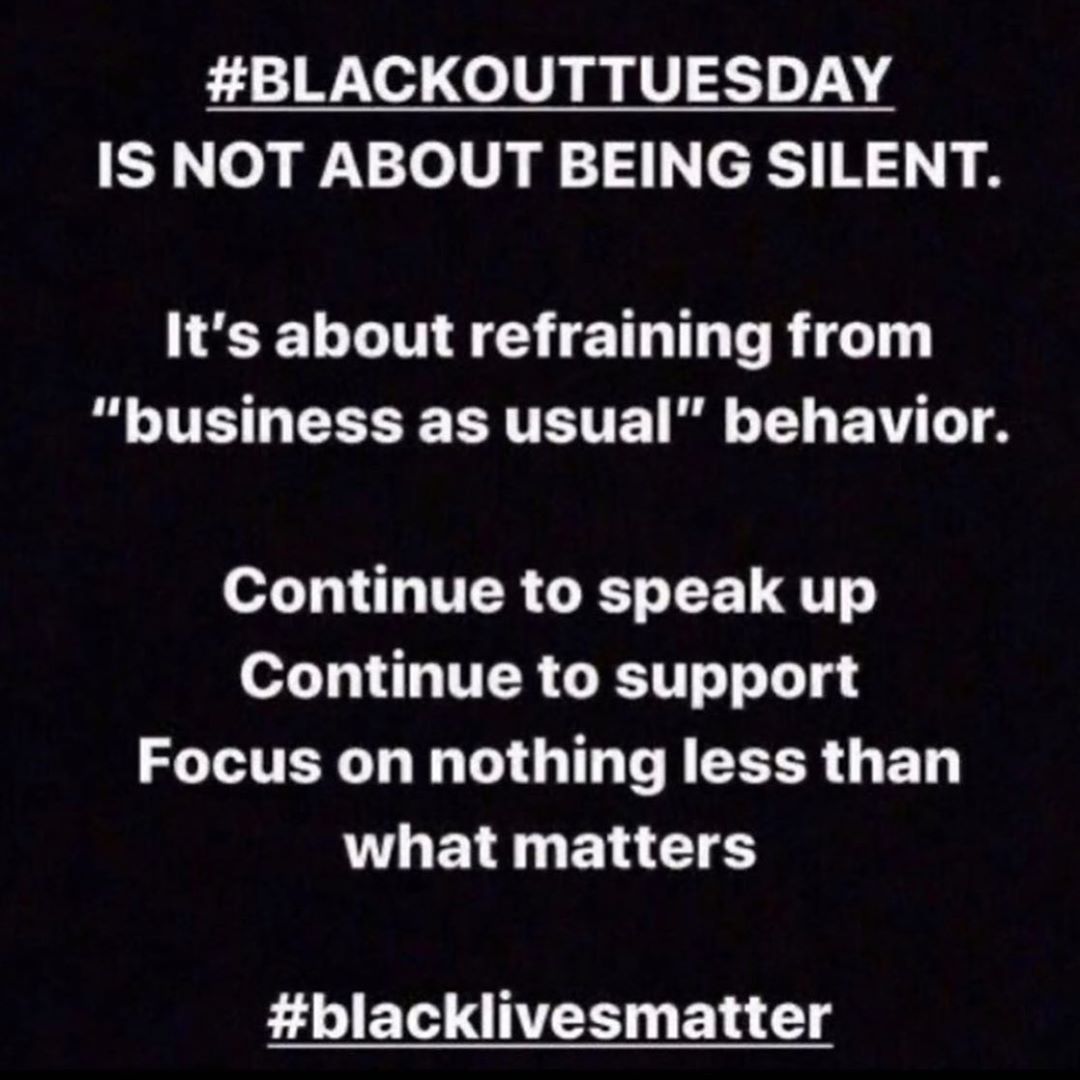 #BLACKOUTTUESDAY
IS NOT ABOUT BEING SILENT.
It’s about refraining from
“business as usual” behavior.
Continue to speak up
Continue to support
Focus on nothing less than
what matters
#blacklivesmatter